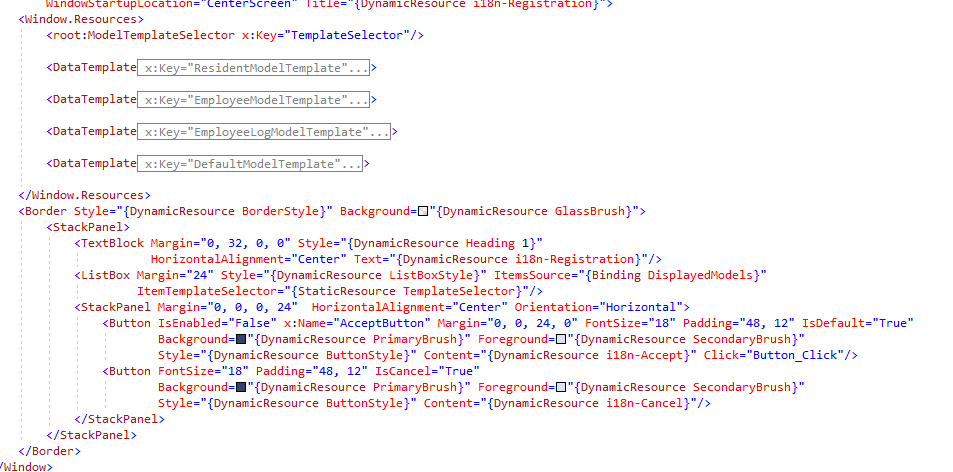 WindowStartupLocation="CenterScreen" Title="{DynamicResource i18n-Registration}">
<Window.Resources>
<root:ModelTemplateSelector x:Key="TemplateSelector"/>
<DataTemplate x:Key="ResidentModelTemplate"...>
<DataTemplate x:Key="EmployeeModelTemplate"...>
<DataTemplate x:Key="EmployeeLogModelTemplate"...>
<DataTemplate x:Key="DefaultModelTemplate"...>
</Window.Resources>
<Border Style="{DynamicResource BorderStyle}" Background="{DynamicResource GlassBrush}">
<StackPanel>
<TextBlock Margin="0, 32, 0, 0" Style="{DynamicResource Heading 1}"
HorizontalAlignment="Center" Text="{DynamicResource i18n-Registration}"/>
<ListBox Margin="24" Style="{DynamicResource ListBoxStyle}" ItemsSource="{Binding DisplayedModels}"
ItemTemplateSelector="{StaticResource TemplateSelector}"/>
<StackPanel Margin="0, 0, 0, 24"  HorizontalAlignment="Center" Orientation="Horizontal">
<Button IsEnabled="False" x:Name="AcceptButton" Margin="0, 0, 24, 0" FontSize="18" Padding="48, 12" IsDefault="True"
Background="{DynamicResource PrimaryBrush}" Foreground="{DynamicResource SecondaryBrush}"
Style="{DynamicResource ButtonStyle}" Content="{DynamicResource i18n-Accept}" Click="Button_Click"/>
<Button FontSize="18" Padding="48, 12" IsCancel="True"
Background="{DynamicResource PrimaryBrush}" Foreground="{DynamicResource SecondaryBrush}"
Style="{DynamicResource ButtonStyle}" Content="{DynamicResource i18n-Cancel}"/>
</StackPanel>
</StackPanel>
</Border>
/Window>